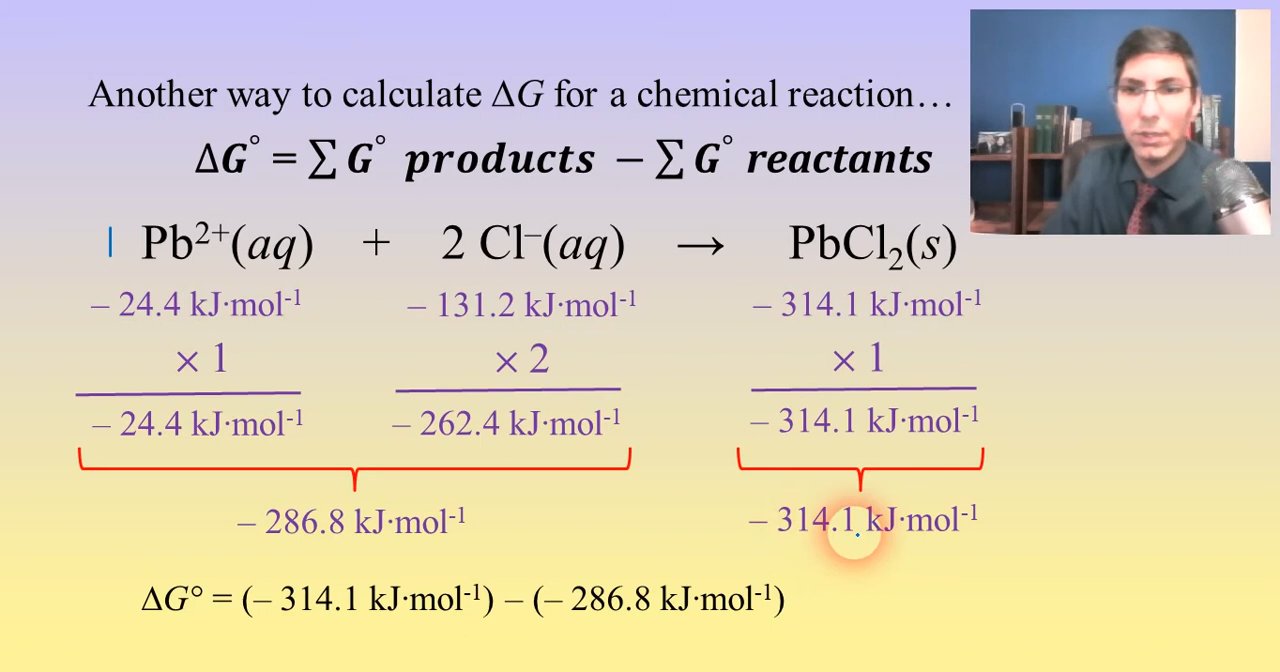 Another way to calculate ΔG for a chemical reaction…
ΔG° = ∑ G° products − ∑ G° reactants
| Pb²⁺(aq) + 2 Cl⁻(aq) → PbCl₂(s)
– 24.4 kJ·mol⁻¹ – 131.2 kJ·mol⁻¹ – 314.1 kJ·mol⁻¹
× 1 × 2 × 1
– 24.4 kJ·mol⁻¹ – 262.4 kJ·mol⁻¹ – 314.1 kJ·mol⁻¹
– 286.8 kJ·mol⁻¹ – 314.1 kJ·mol⁻¹
ΔG° = (– 314.1 kJ·mol⁻¹) – (– 286.8 kJ·mol⁻¹)